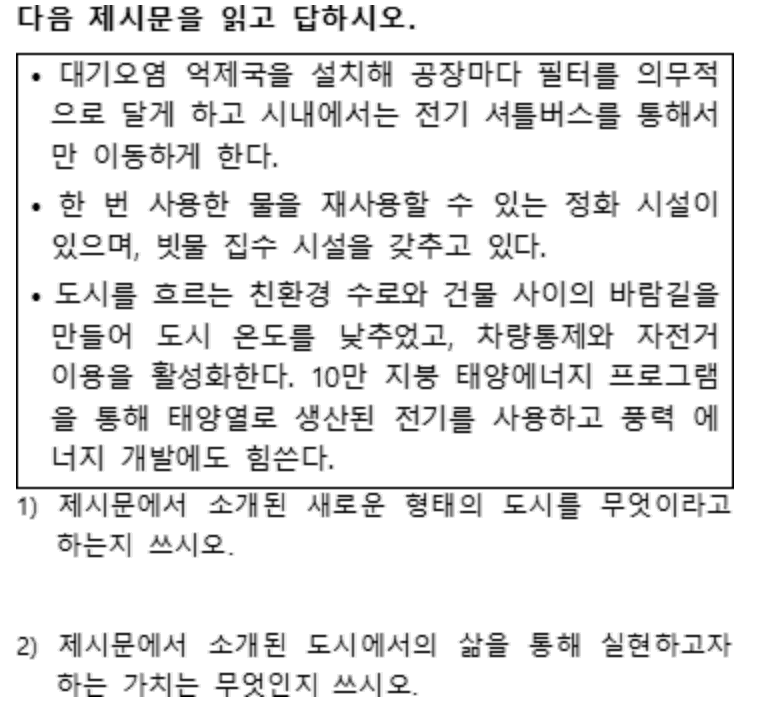 다음 제시문을 읽고 답하시오.
• 대기오염 억제국을 설치해 공장마다 필터를 의무적
으로 달게 하고 시내에서는 전기 셔틀버스를 통해서
만 이동하게 한다.
• 한 번 사용한 물을 재사용할 수 있는 정화 시설이
있으며, 빗물 집수 시설을 갖추고 있다.
• 도시를 흐르는 친환경 수로와 건물 사이의 바람길을
만들어 도시 온도를 낮추었고, 차량통제와 자전거
이용을 활성화한다. 10만 지붕 태양에너지 프로그램
을 통해 태양열로 생산된 전기를 사용하고 풍력 에
너지 개발에도 힘쓴다.
1) 제시문에서 소개된 새로운 형태의 도시를 무엇이라고
하는지 쓰시오.
2) 제시문에서 소개된 도시에서의 삶을 통해 실현하고자
하는 가치는 무엇인지 쓰시오.